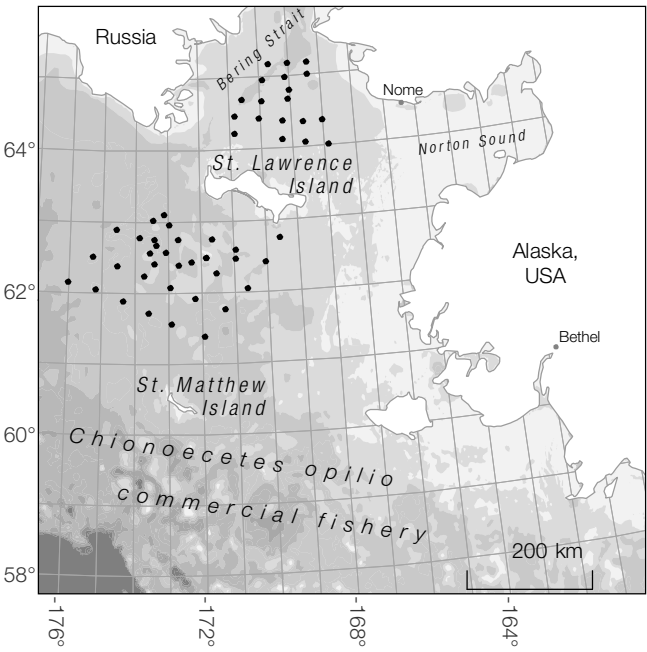 Russia
Bering Strait
Nome
Norton Sound
64°
St. Lawrence
Island
Alaska,
USA
62°
Bethel
St. Matthew
Island
60°
Chionoecetes opilio
commercial fishery
200 km
58°
-176°
-172°
-168°
-164°